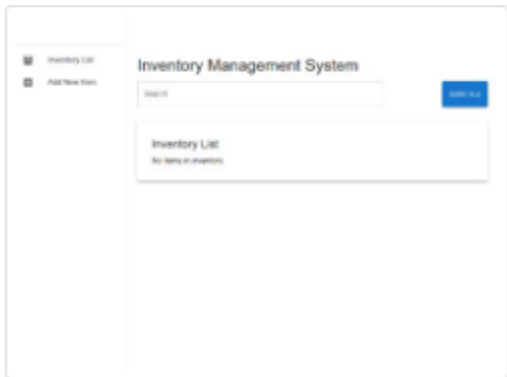 Inventory List
Add New Item
Inventory Management System
Search
Inventory List
No items in inventory